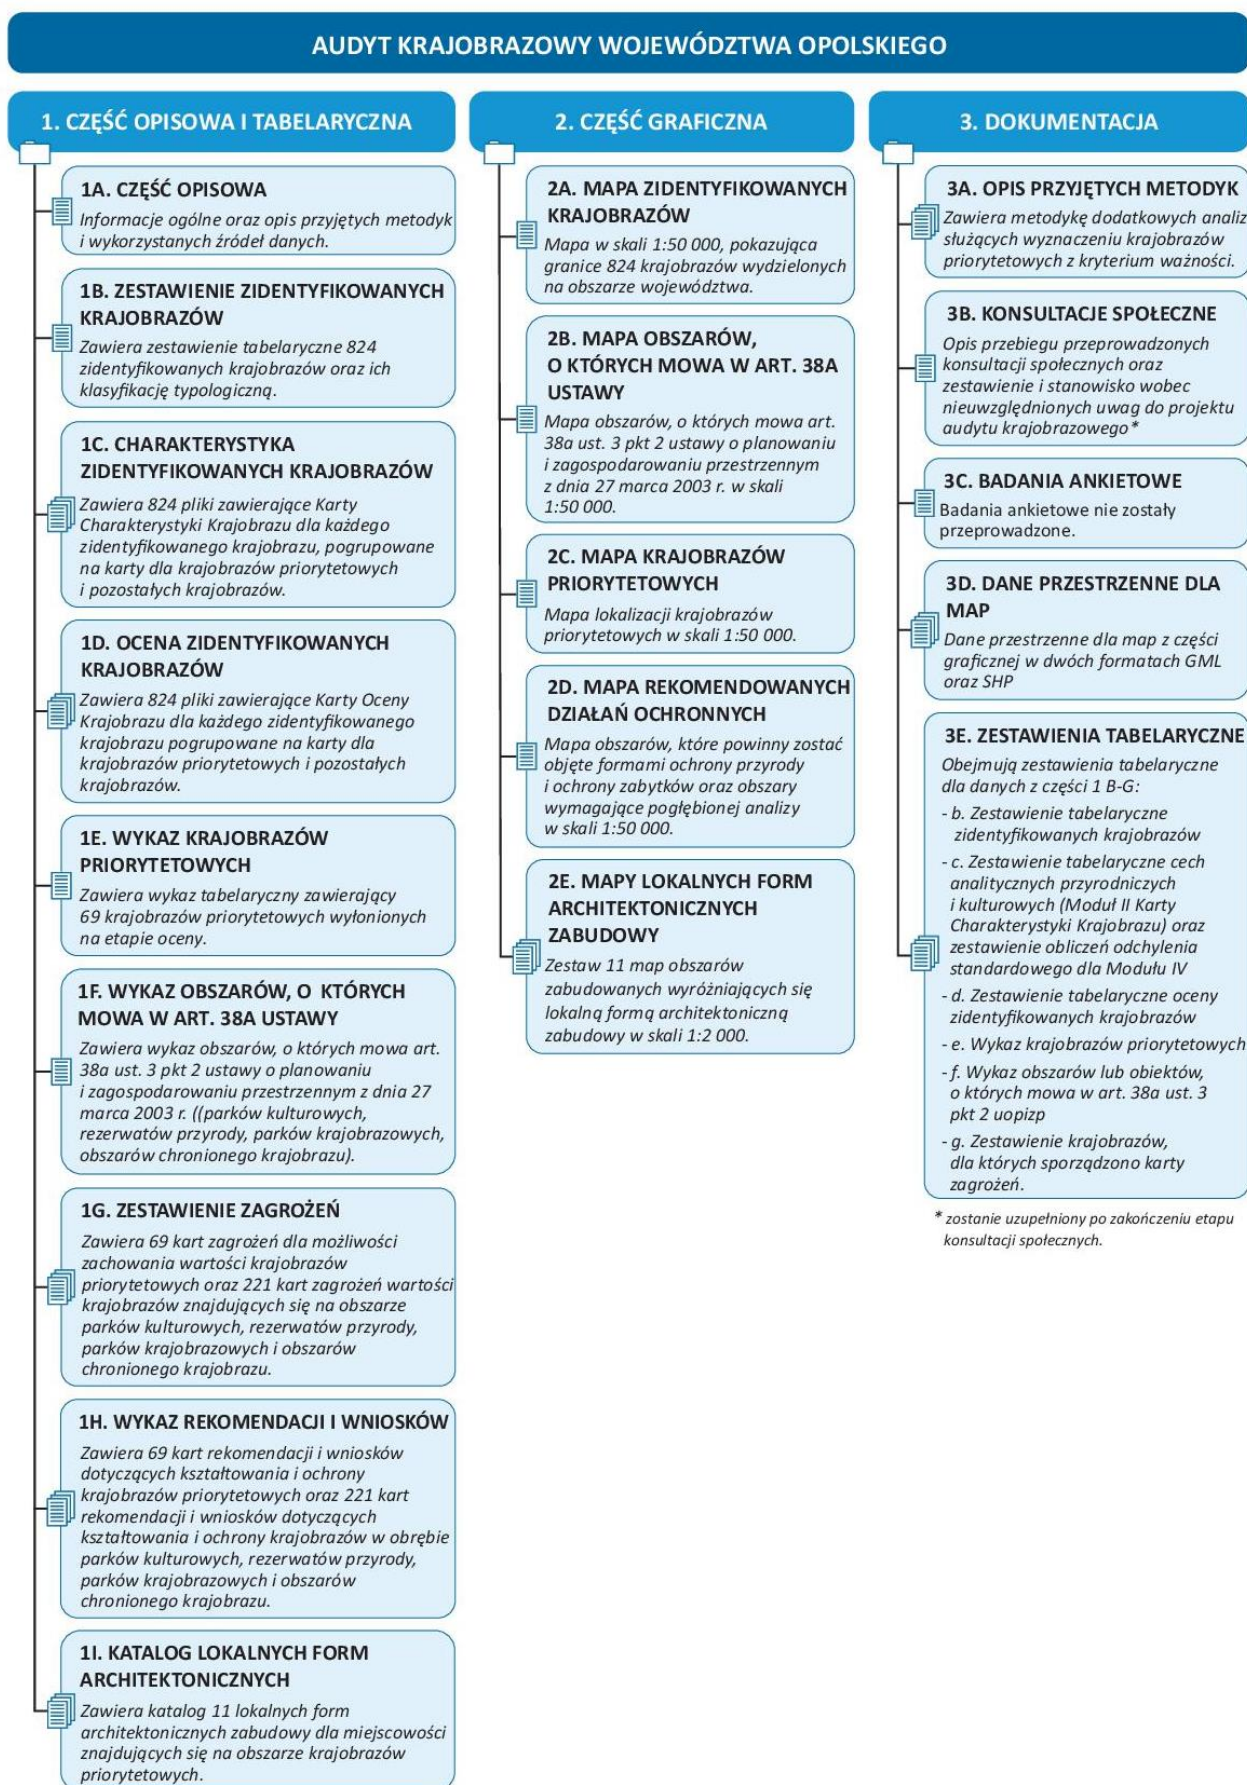 AUDYT KRAJOBRAZOWY WOJEWÓDZTWA OPOLSKIEGO
1. CZĘŚĆ OPISOWA I TABELARYCZNA
1A. CZĘŚĆ OPISOWA
Informacje ogólne oraz opis przyjętych metodyk
i wykorzystanych źródeł danych.
1B. ZESTAWIENIE ZIDENTYFIKOWANYCH
KRAJOBRAZÓW
Zawiera zestawienie tabelaryczne 824
zidentyfikowanych krajobrazów oraz ich
klasyfikację typologiczną.
1C. CHARAKTERYSTYKA
ZIDENTYFIKOWANYCH KRAJOBRAZÓW
Zawiera 824 pliki zawierające Karty
Charakterystyki Krajobrazu dla każdego
zidentyfikowanego krajobrazu, pogrupowane
na karty dla krajobrazów priorytetowych
i pozostałych krajobrazów.
1D. OCENA ZIDENTYFIKOWANYCH
KRAJOBRAZÓW
Zawiera 824 pliki zawierające Karty Oceny
Krajobrazu dla każdego zidentyfikowanego
krajobrazu pogrupowane na karty dla
krajobrazów priorytetowych i pozostałych
krajobrazów.
1E. WYKAZ KRAJOBRAZÓW
PRIORYTETOWYCH
Zawiera wykaz tabelaryczny zawierający
69 krajobrazów priorytetowych wyłonionych
na etapie oceny.
1F. WYKAZ OBSZARÓW, O KTÓRYCH
MOWA W ART. 38A USTAWY
Zawiera wykaz obszarów, o których mowa art.
38a ust. 3 pkt 2 ustawy o planowaniu
i zagospodarowaniu przestrzennym z dnia 27
marca 2003 r. ((parków kulturowych,
rezerwatów przyrody, parków krajobrazowych,
obszarów chronionego krajobrazu).
1G. ZESTAWIENIE ZAGROŻEŃ
Zawiera 69 kart zagrożeń dla możliwości
zachowania wartości krajobrazów
priorytetowych oraz 221 kart zagrożeń wartości
krajobrazów znajdujących się na obszarze
parków kulturowych, rezerwatów przyrody,
parków krajobrazowych i obszarów
chronionego krajobrazu.
1H. WYKAZ REKOMENDACJI I WNIOSKÓW
Zawiera 69 kart rekomendacji i wniosków
dotyczących kształtowania i ochrony
krajobrazów priorytetowych oraz 221 kart
rekomendacji i wniosków dotyczących
kształtowania i ochrony krajobrazów w obrębie
parków kulturowych, rezerwatów przyrody,
parków krajobrazowych i obszarów
chronionego krajobrazu.
1I. KATALOG LOKALNYCH FORM
ARCHITEKTONICZNYCH
Zawiera katalog 11 lokalnych form
architektonicznych zabudowy dla miejscowości
znajdujących się na obszarze krajobrazów
priorytetowych.
2. CZĘŚĆ GRAFICZNA
2A. MAPA ZIDENTYFIKOWANYCH
KRAJOBRAZÓW
Mapa w skali 1:50 000, pokazująca
granice 824 krajobrazów wydzielonych
na obszarze województwa.
2B. MAPA OBSZARÓW,
O KTÓRYCH MOWA W ART. 38A
USTAWY
Mapa obszarów, o których mowa art.
38a ust. 3 pkt 2 ustawy o planowaniu
i zagospodarowaniu przestrzennym
z dnia 27 marca 2003 r. w skali
1:50 000.
2C. MAPA KRAJOBRAZÓW
PRIORYTETOWYCH
Mapa lokalizacji krajobrazów
priorytetowych w skali 1:50 000.
2D. MAPA REKOMENDOWANYCH
DZIAŁAŃ OCHRONNYCH
Mapa obszarów, które powinny zostać
objęte formami ochrony przyrody
i ochrony zabytków oraz obszary
wymagające pogłębionej analizy
w skali 1:50 000.
2E. MAPY LOKALNYCH FORM
ARCHITEKTONICZNYCH
ZABUDOWY
Zestaw 11 map obszarów
zabudowanych wyróżniających się
lokalną formą architektoniczną
zabudowy w skali 1:2 000.
3. DOKUMENTACJA
3A. OPIS PRZYJĘTYCH METODYK
Zawiera metodykę dodatkowych analiz
służących wyznaczeniu krajobrazów
priorytetowych z kryterium ważności.
3B. KONSULTACJE SPOŁECZNE
Opis przebiegu przeprowadzonych
konsultacji społecznych oraz
zestawienie i stanowisko wobec
nieuwzględnionych uwag do projektu
audytu krajobrazowego*
3C. BADANIA ANKIETOWE
Badania ankietowe nie zostały
przeprowadzone.
3D. DANE PRZESTRZENNE DLA
MAP
Dane przestrzenne dla map z części
graficznej w dwóch formatach GML
oraz SHP
3E. ZESTAWIENIA TABELARYCZNE
Obejmują zestawienia tabelaryczne
dla danych z części 1 B-G:
- b. Zestawienie tabelaryczne
zidentyfikowanych krajobrazów
- c. Zestawienie tabelaryczne cech
analitycznych przyrodniczych
i kulturowych (Moduł II Karty
Charakterystyki Krajobrazu) oraz
zestawienie obliczeń odchylenia
standardowego dla Modułu IV
- d. Zestawienie tabelaryczne oceny
zidentyfikowanych krajobrazów
- e. Wykaz krajobrazów priorytetowych
- f. Wykaz obszarów lub obiektów,
o których mowa w art. 38a ust. 3
pkt 2 uopizp
- g. Zestawienie krajobrazów,
dla których sporządzono karty
zagrożeń.
* zostanie uzupełniony po zakończeniu etapu
konsultacji społecznych.